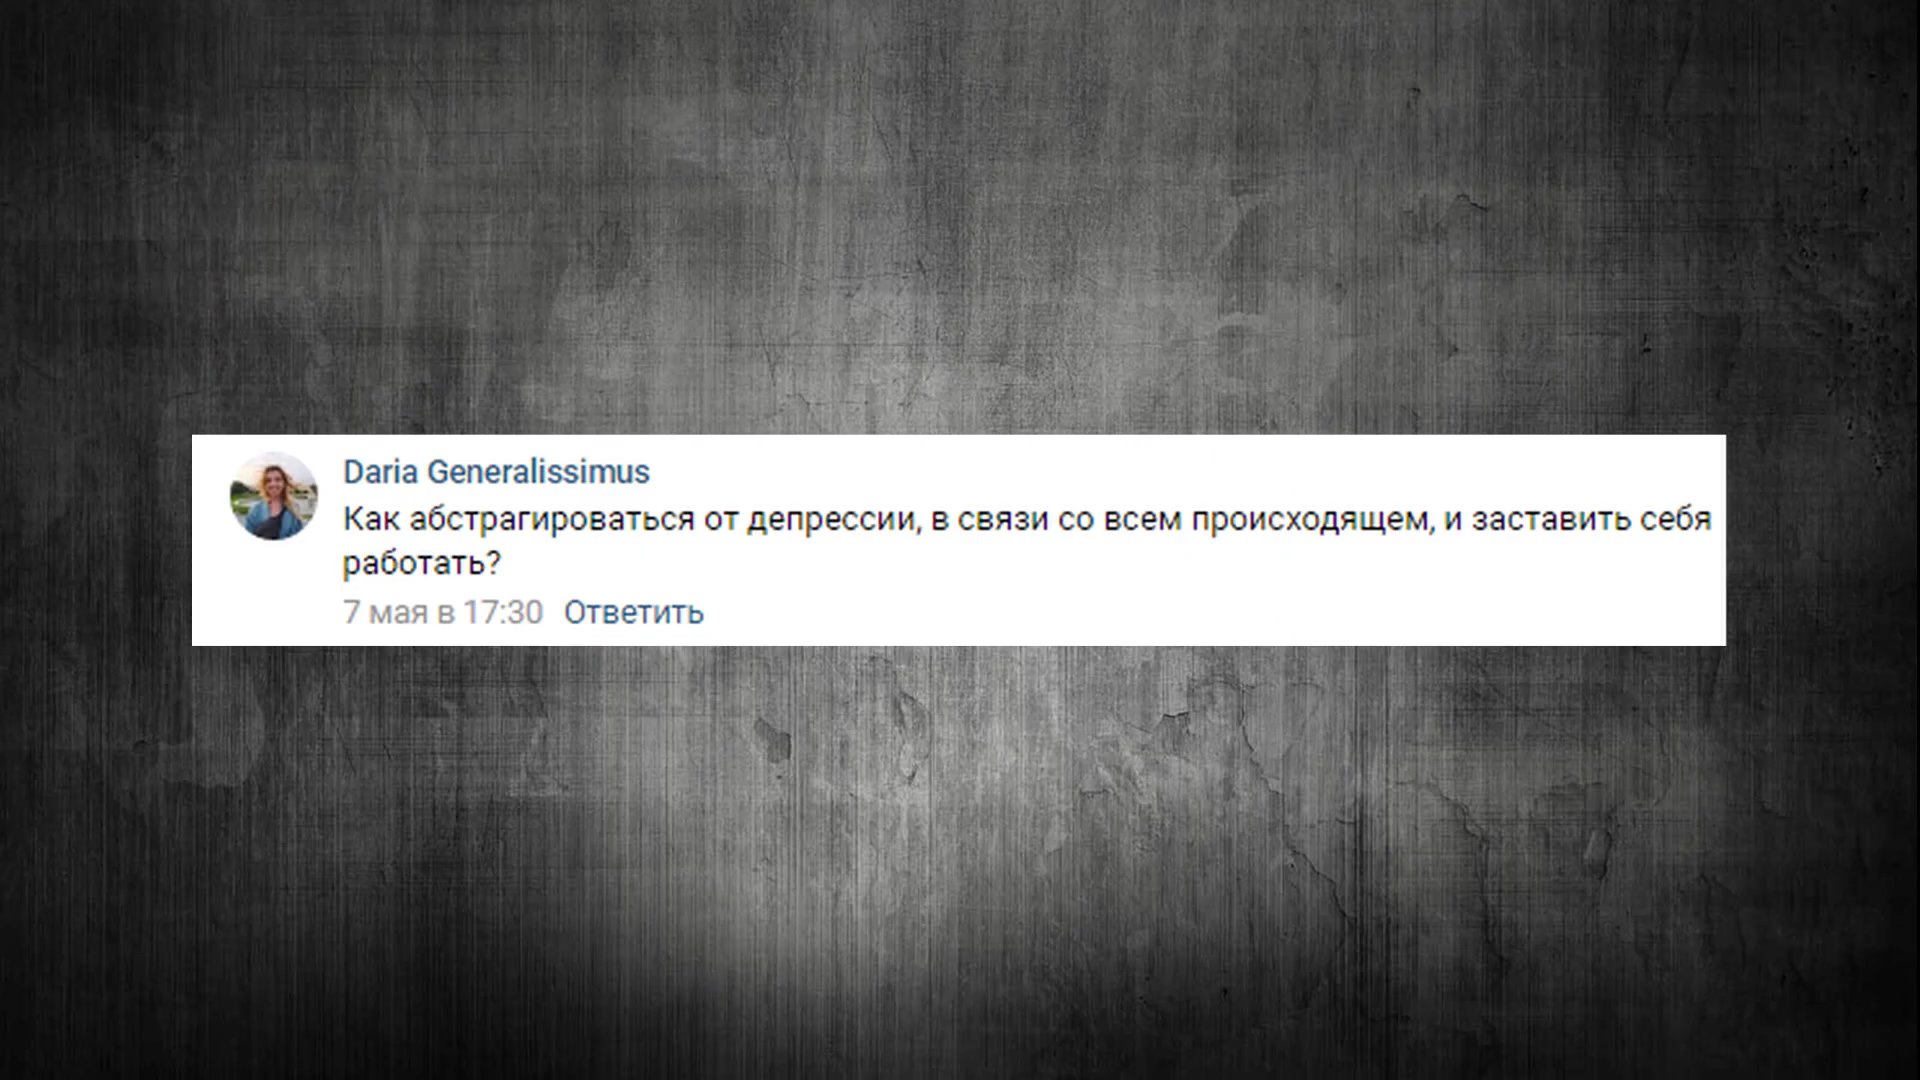 Daria Generalissimus
Как абстрагироваться от депрессии, в связи со всем происходящем, и заставить себя
работать?
7 мая в 17:30 Ответить